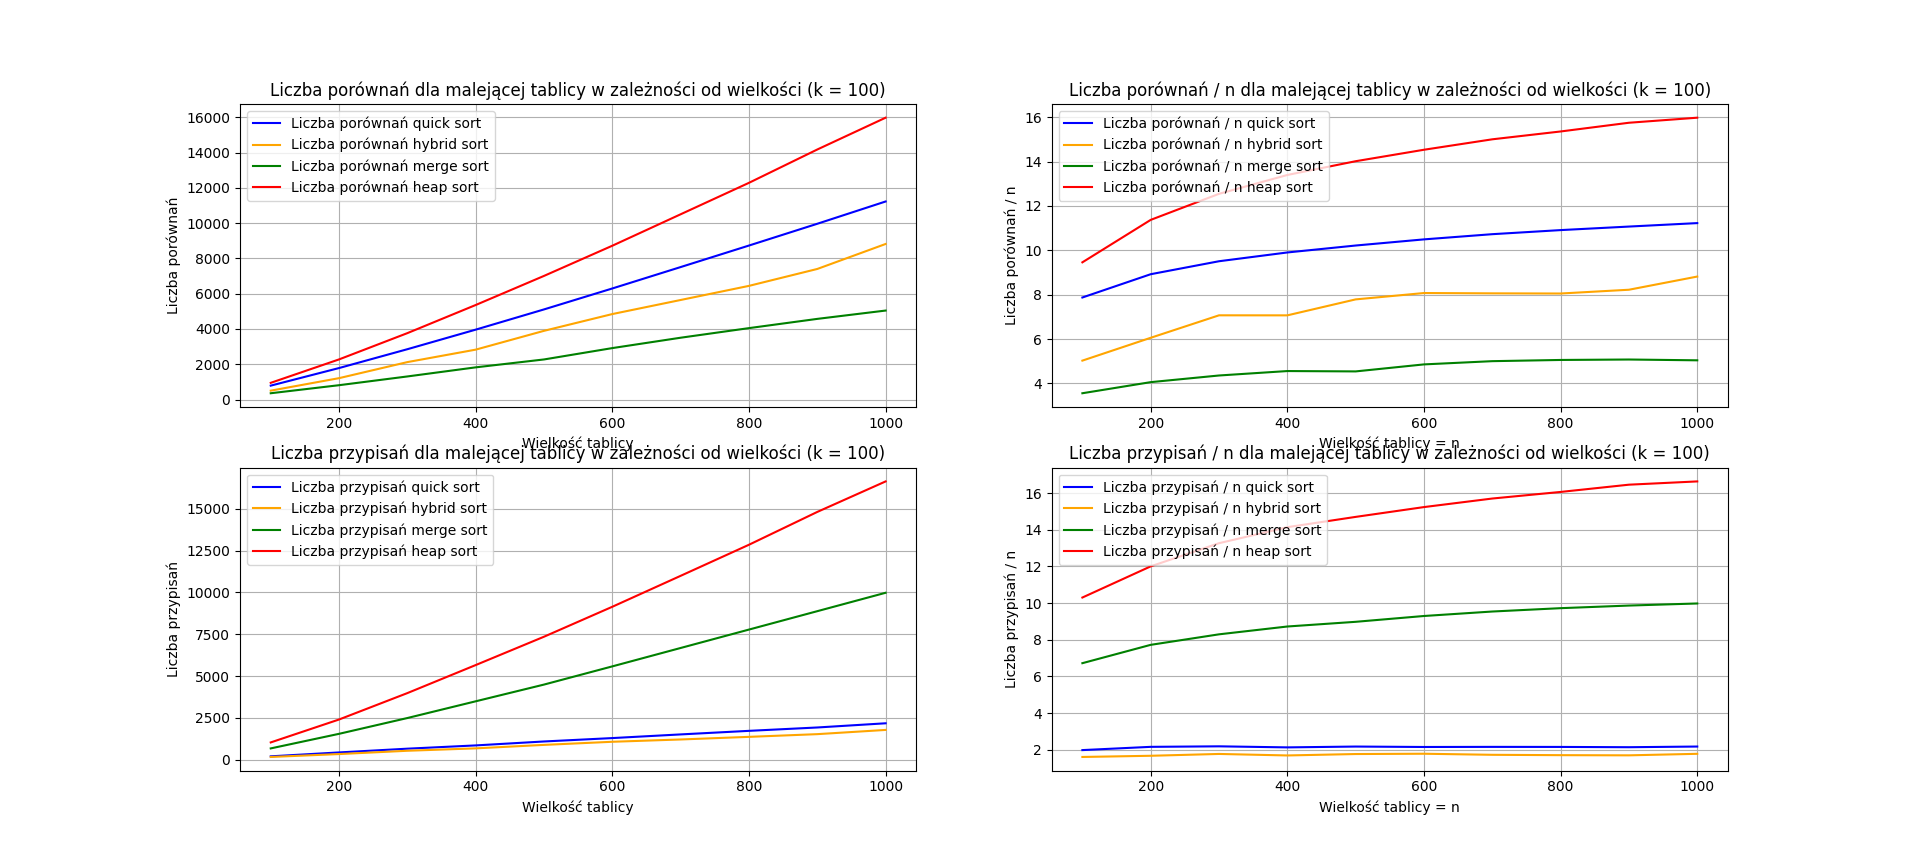 Liczba porównań dla malejącej tablicy w zależności od wielkości (k = 100)
Liczba porównań quick sort
Liczba porównań hybrid sort
Liczba porównań merge sort
Liczba porównań heap sort
Liczba porównań
16000
14000
12000
10000
8000
6000
4000
2000
0
200
400
600
800
1000
Wielkość tablicy
Liczba porównań / n dla malejącej tablicy w zależności od wielkości (k = 100)
Liczba porównań / n quick sort
Liczba porównań / n hybrid sort
Liczba porównań / n merge sort
Liczba porównań / n heap sort
Liczba porównań / n
16
14
12
10
8
6
4
200
400
600
800
1000
Wielkość tablicy = n
Liczba przypisań dla malejącej tablicy w zależności od wielkości (k = 100)
Liczba przypisań quick sort
Liczba przypisań hybrid sort
Liczba przypisań merge sort
Liczba przypisań heap sort
Liczba przypisań
15000
12500
10000
7500
5000
2500
0
200
400
600
800
1000
Wielkość tablicy
Liczba przypisań / n dla malejącej tablicy w zależności od wielkości (k = 100)
Liczba przypisań / n quick sort
Liczba przypisań / n hybrid sort
Liczba przypisań / n merge sort
Liczba przypisań / n heap sort
Liczba przypisań / n
16
14
12
10
8
6
4
2
200
400
600
800
1000
Wielkość tablicy = n